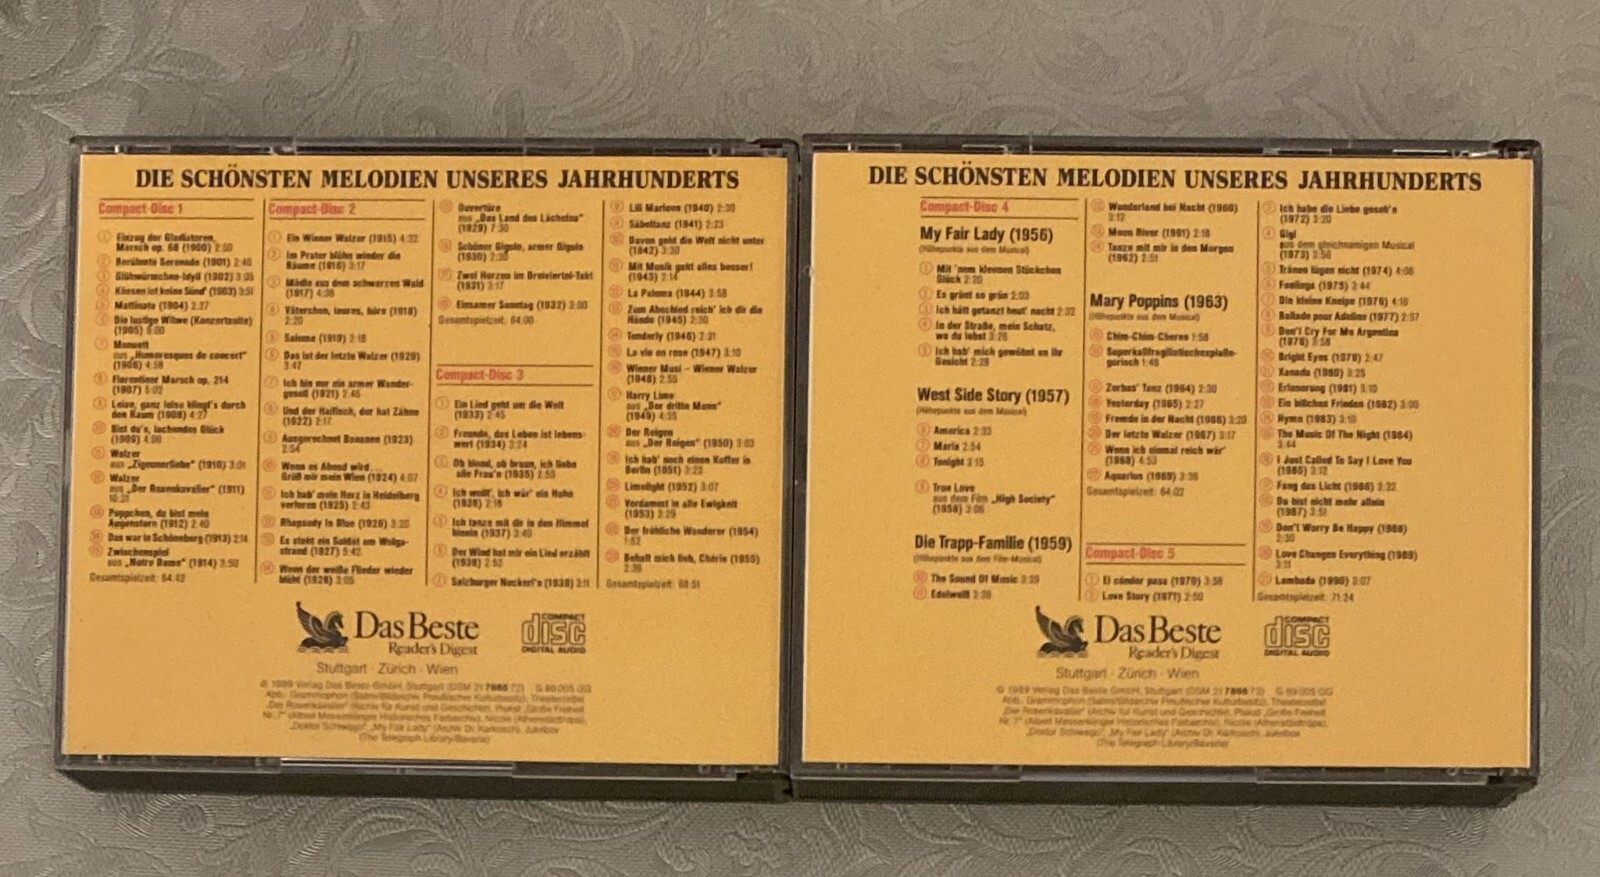 DIE SCHÖNSTEN MELODIEN UNSERES JAHRHUNDERTS
Compact-Disc 1
Einzug der Gladiatoren,
Marsch op. 68 (1900) 2:50
Berühmte Serenade (1901) 2:46
Glühwürmchen-Idyll (1902) 3:05
Küssen ist keine Sünd' (1903) 3:51
Mattinata (1904) 2:27
Die lustige Witwe (Konzertsuite)
(1905)
Menuett
aus „Humoresques de concert"
(1906) 4:58
Florentiner Marsch op. 214
(1907) 5:02
Leise, ganz leise klingt's durch
den Raum (1908) 4:27
Bist du's, lachendes Glück
(1909) 4:00
Walzer
aus „Zigeunerliebe" (1910) 3:01
Walzer
aus „Der Rosenkavalier" (1911)
Püppchen, du bist mein
Augenstern (1912) 2:40
Das war in Schöneberg (1913) 2:14
Zwischenspiel
aus „Notre Dame" (1914) 3:50
Gesamtspielzeit: 64:42
Compact-Disc 2
Ein Wiener Walzer (1915) 4:32
Im Prater blühn wieder die
Bäume (1916) 3:17
Mädle aus dem schwarzen Wald
(1917) 4:38
Väterchen, teures, höre (1918)
2:20
Salome (1919) 2:18
Das ist der letzte Walzer (1920)
3:47
Ich bin nur ein armer Wander-
gesell (1921) 2:45
Und der Haifisch, der hat Zähne
(1922) 2:17
Ausgerechnet Bananen (1923)
2:54
Wenn es Abend wird...
Grüß mir mein Wien (1924) 4:07
Ich hab' mein Herz in Heidelberg
verloren (1925) 2:43
Rhapsody in Blue (1926) 3:20
Es steht ein Soldat am Wolga-
strand (1927) 5:42
Wenn der weiße Flieder wieder
blüht (1928) 3:05
Ouvertüre
aus „Das Land des Lächelns"
(1929) 7:30
Schöner Gigolo, armer Gigolo
(1930) 2:30
Zwei Herzen im Dreiviertel-Takt
(1931) 3:17
Einsamer Sonntag (1932) 3:00
Gesamtspielzeit: 64:00
Compact-Disc 3
Ein Lied geht um die Welt
(1933) 2:45
Freunde, das Leben ist lebens-
wert (1934) 3:24
Ob blond, ob braun, ich liebe
alle Frau'n (1935) 2:55
Ich wollt', ich wär' ein Huhn
(1936) 2:18
Ich tanze mit dir in den Himmel
hinein (1937) 3:40
Der Wind hat mir ein Lied erzählt
(1938) 2:52
Salzburger Nockerl'n (1939) 3:11
Lili Marleen (1940) 2:30
Säbeltanz (1941) 2:23
Davon geht die Welt nicht unter
(1942) 3:30
Mit Musik geht alles besser!
(1943) 2:14
La Paloma (1944) 3:58
Zum Abschied reich' ich dir die
Hände (1945) 2:30
Tenderly (1946) 2:31
La vie en rose (1947) 3:10
Wiener Musi – Wiener Walzer
(1948) 2:55
Harry Lime
aus „Der dritte Mann"
(1949) 4:35
Der Reigen
aus „Der Reigen" (1950) 3:03
Ich hab' noch einen Koffer in
Berlin (1951) 3:23
Limelight (1952) 3:07
Verdammt in alle Ewigkeit
(1953) 3:29
Der fröhliche Wanderer (1954)
1:52
Behalt mich lieb, Chérie (1955)
2:36
Gesamtspielzeit: 68:51
Das Beste
Reader's Digest
COMPACT
disc
DIGITAL AUDIO
Stuttgart · Zürich · Wien
© 1989 Verlag Das Beste GmbH, Stuttgart
DIE SCHÖNSTEN MELODIEN UNSERES JAHRHUNDERTS
Compact-Disc 4
My Fair Lady (1956)
(Höhepunkte aus dem Musical)
Mit 'nem kleenen Stückchen
Glück 2:20
Es grünt so grün 2:03
Ich hätt' getanzt heut' nacht 2:32
In der Straße, mein Schatz,
wo du lebst 3:26
Ich hab' mich gewöhnt an ihr
Gesicht 2:28
West Side Story (1957)
(Höhepunkte aus dem Musical)
America 2:33
Maria 2:54
Tonight 3:15
True Love
aus dem Film „High Society"
(1958) 3:06
Die Trapp-Familie (1959)
(Höhepunkte aus dem Film-Musical)
The Sound Of Music 3:39
Edelweiß 3:36
Wunderland bei Nacht (1960)
3:12
Moon River (1961) 2:18
Tanze mit mir in den Morgen
(1962) 2:51
Mary Poppins (1963)
(Höhepunkte aus dem Musical)
Chim-Chim-Cheree 1:58
Superkalifragilistischexpiale-
gorisch 1:46
Zorbas' Tanz (1964) 2:30
Yesterday (1965) 2:27
Fremde in der Nacht (1966) 3:20
Der letzte Walzer (1967) 3:17
Wenn ich einmal reich wär'
(1968) 4:53
Aquarius (1969) 3:36
Gesamtspielzeit: 64:02
Compact-Disc 5
El cóndor pasa (1970) 3:58
Love Story (1971) 2:50
Ich habe die Liebe geseh'n
(1972) 3:20
Gigi
aus dem gleichnamigen Musical
(1973) 3:56
Tränen lügen nicht (1974) 4:06
Feelings (1975) 3:44
Die kleine Kneipe (1976) 4:16
Ballade pour Adeline (1977) 2:37
Don't Cry For Me Argentina
(1978) 3:58
Bright Eyes (1979) 2:47
Xanadu (1980) 3:25
Erinnerung (1981) 5:10
Ein bißchen Frieden (1982) 3:00
Hymn (1983) 3:10
The Music Of The Night (1984)
3:44
I Just Called To Say I Love You
(1985) 3:12
Fang das Licht (1986) 3:32
Du bist nicht mehr allein
(1987) 3:51
Don't Worry Be Happy (1988)
2:30
Love Changes Everything (1989)
3:11
Lambada (1990) 3:07
Gesamtspielzeit: 71:24
Das Beste
Reader's Digest
COMPACT
disc
DIGITAL AUDIO
Stuttgart · Zürich · Wien
© 1989 Verlag Das Beste GmbH, Stuttgart